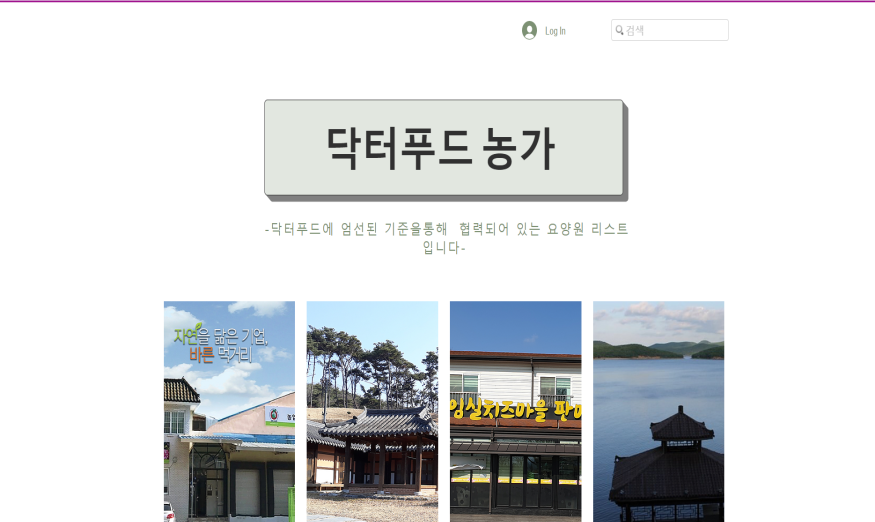 Log In
검색
닥터푸드 농가
-닥터푸드에 엄선된 기준을통해 협력되어 있는 요양원 리스트
입니다-
자연을 닮은 기업,
바른 먹거리
임실치즈마을 판